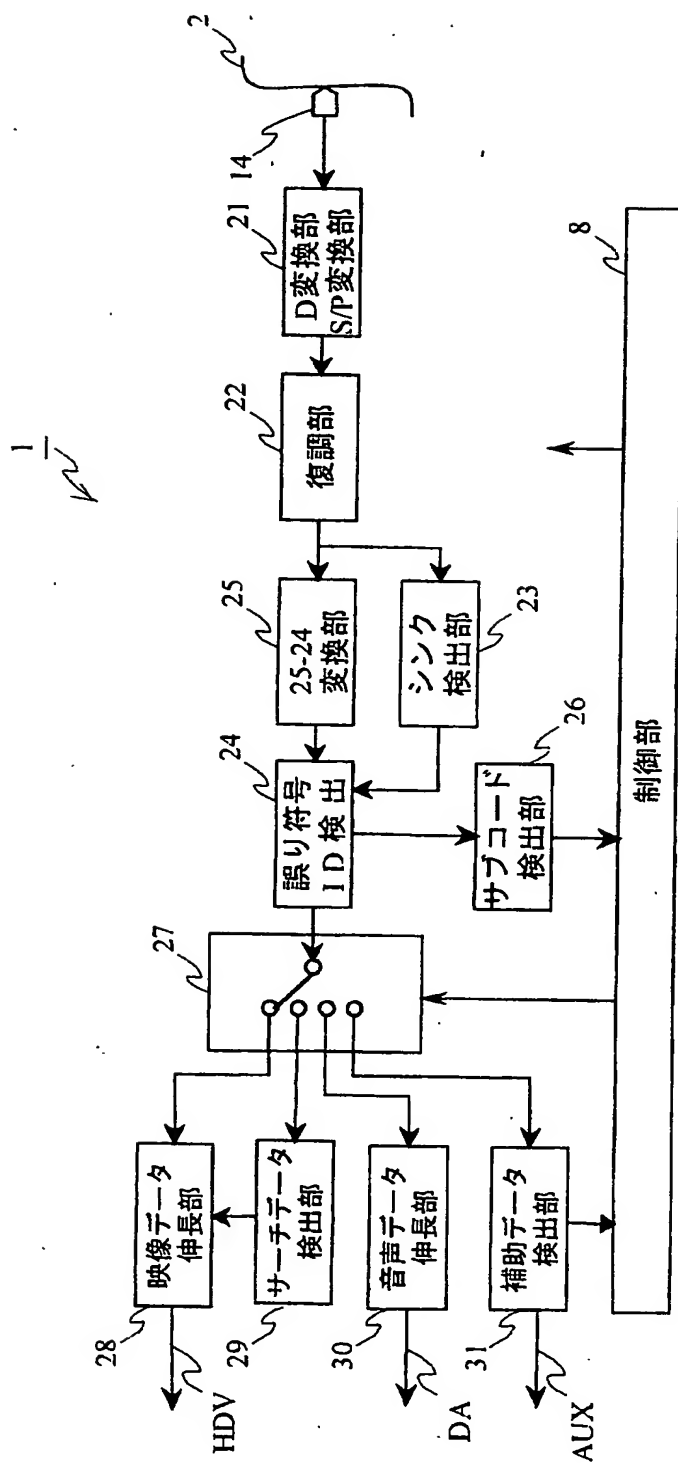 1
2
14
21
D変換部
S/P変換部
22
復調部
25
25-24
変換部
23
シンク
検出部
24
誤り符号
ID検出
26
サブコード
検出部
27
28
映像データ
伸長部
HDV
29
サーチデータ
検出部
30
音声データ
伸長部
DA
31
補助データ
検出部
AUX
8
制御部